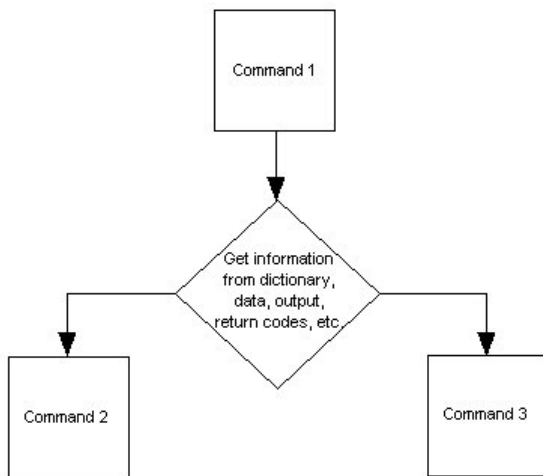 Command 1
Get information
from dictionary,
data, output,
return codes, etc.
Command 2
Command 3